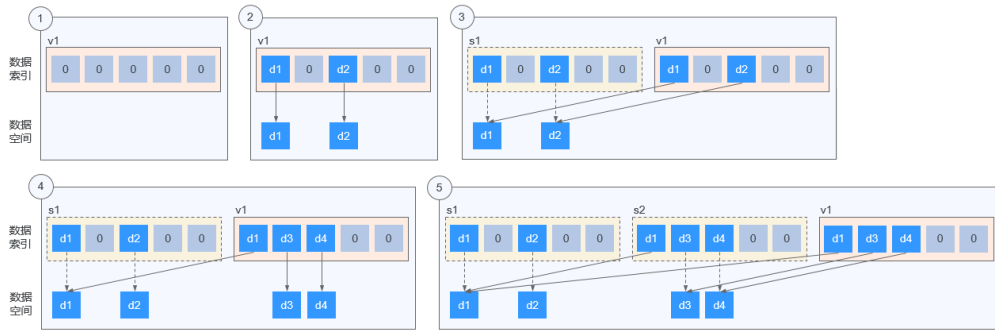 1
v1
数据
索引
0 0 0 0 0
数据
空间
2
v1
d1 0 d2 0 0
d1 d2
3
s1 v1
d1 0 d2 0 0 d1 0 d2 0 0
d1 d2
4
s1 v1
数据
索引
d1 0 d2 0 0 d1 d3 d4 0 0
数据
空间
d1 d2 d3 d4
5
s1 s2 v1
d1 0 d2 0 0 d1 d3 d4 0 0 d1 d3 d4 0 0
d1 d2 d3 d4